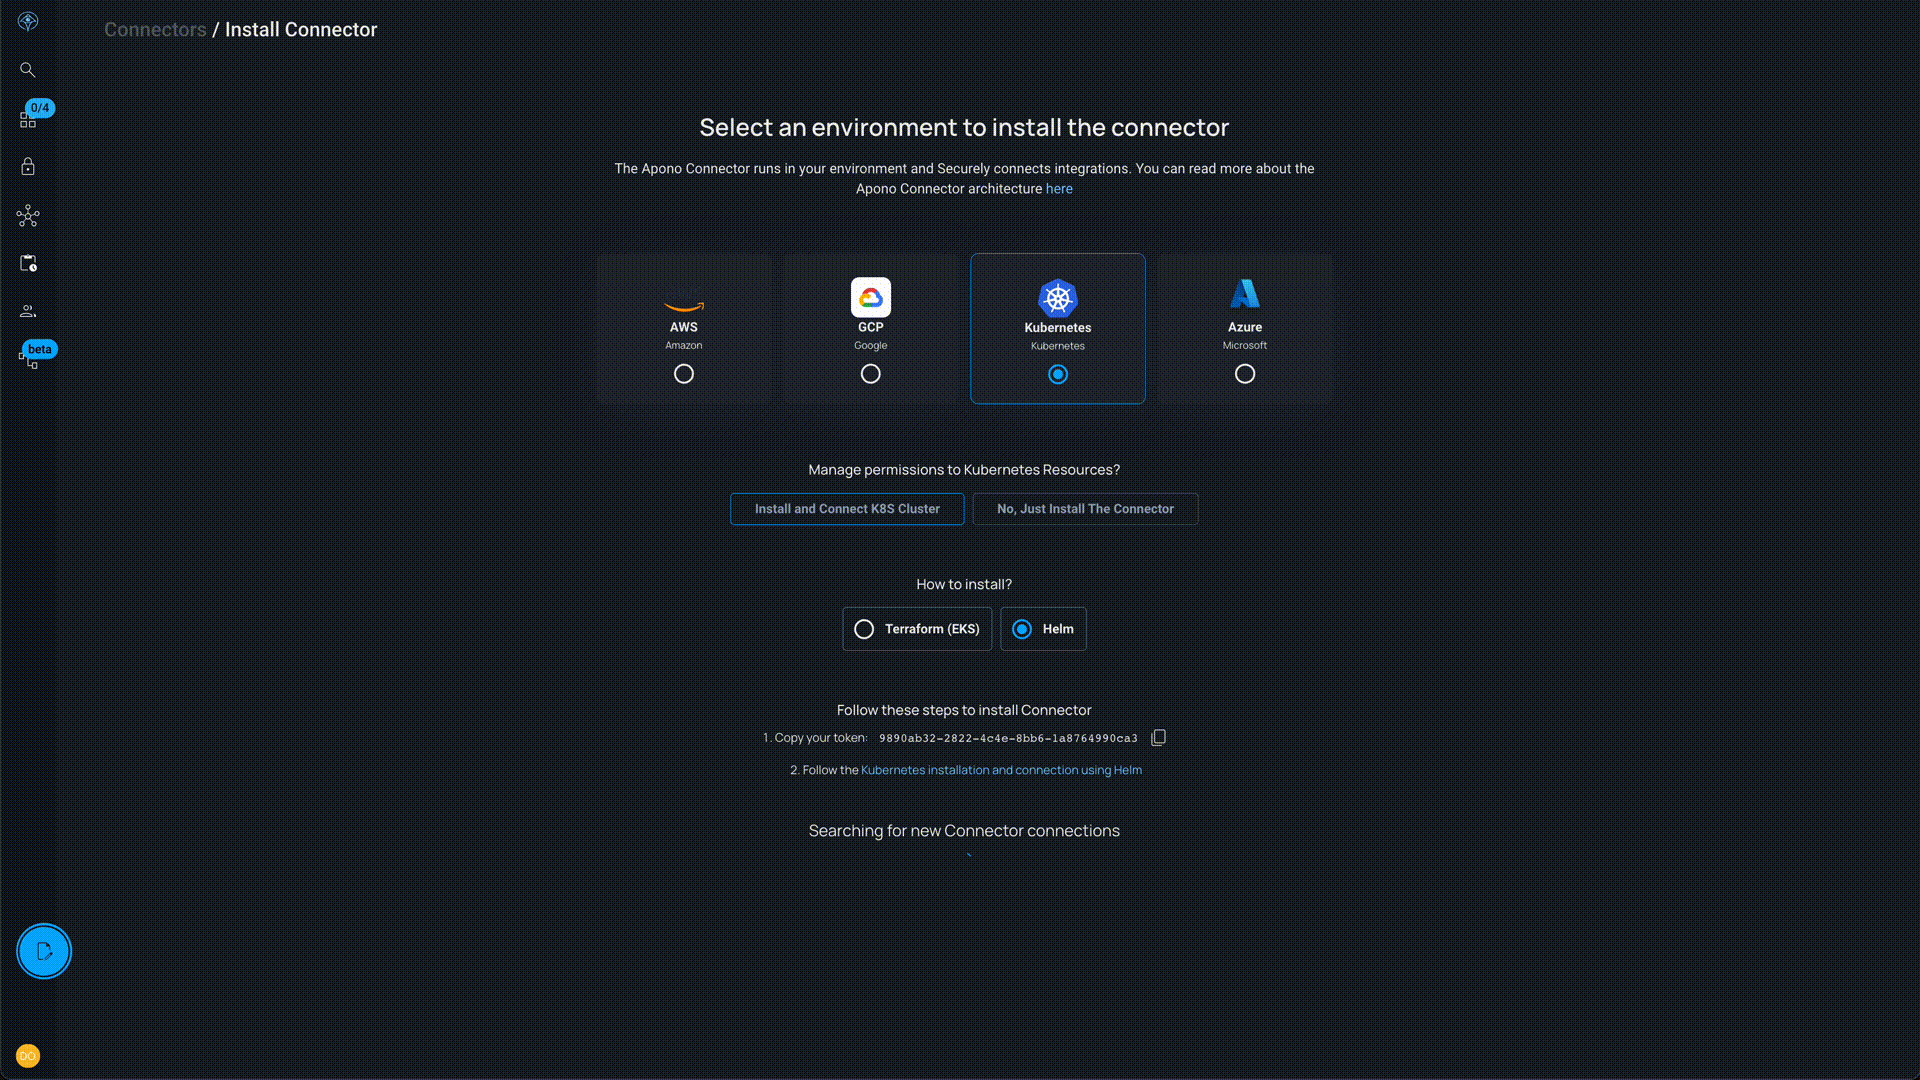 Connectors / Install Connector
0/4
beta
Select an environment to install the connector
The Apono Connector runs in your environment and Securely connects integrations. You can read more about the
Apono Connector architecture here
AWS
Amazon
GCP
Google
Kubernetes
Kubernetes
Azure
Microsoft
Manage permissions to Kubernetes Resources?
Install and Connect K8S Cluster
No, Just Install The Connector
How to install?
Terraform (EKS)
Helm
Follow these steps to install Connector
1. Copy your token: 9890ab32-2822-4c4e-8bb6-1a8764990ca3
2. Follow the Kubernetes installation and connection using Helm
Searching for new Connector connections
DO